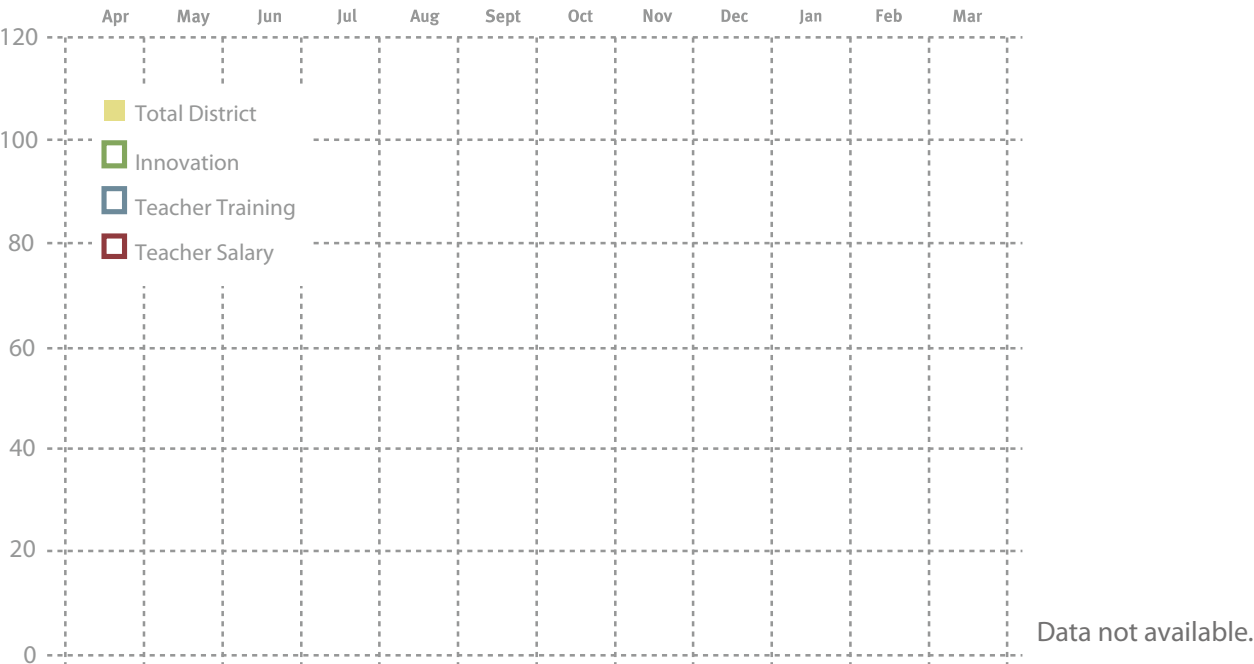 Apr May Jun Jul Aug Sept Oct Nov Dec Jan Feb Mar
120
Total District
100
Innovation
Teacher Training
80
Teacher Salary
60
40
20
Data not available.
0